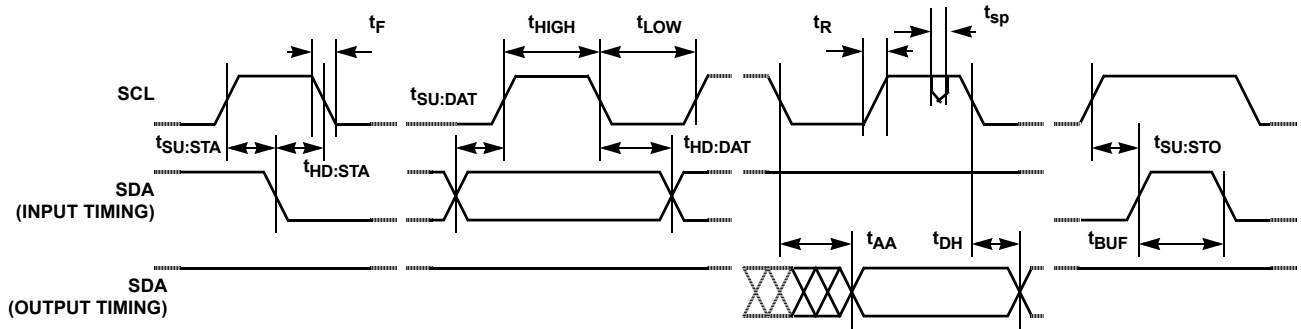 tF
tHIGH
tLOW
tR
tsp
SCL
tSU:DAT
tSU:STA
tHD:STA
tHD:DAT
tSU:STO
SDA
(INPUT TIMING)
tAA
tDH
tBUF
SDA
(OUTPUT TIMING)